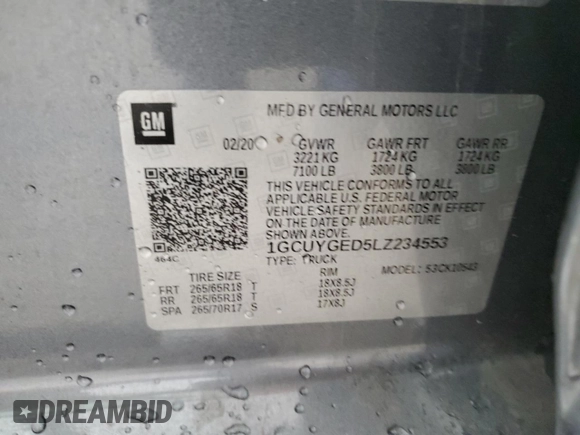 GM
MFD BY GENERAL MOTORS LLC
02/20 GVWR GAWR FRT GAWR RR
3221 KG 1724 KG 1724 KG
7100 LB 3800 LB 3800 LB
THIS VEHICLE CONFORMS TO ALL
APPLICABLE U.S. FEDERAL MOTOR
VEHICLE SAFETY STANDARDS IN EFFECT
ON THE DATE OF MANUFACTURE
SHOWN ABOVE.
1GCUYGED5LZ234553
TYPE: TRUCK MODEL: 53CK10543
464C
TIRE SIZE RIM
FRT 265/65R18 T 18X8.5J
RR 265/65R18 T 18X8.5J
SPA 265/70R17 S 17X8J
DREAMBID